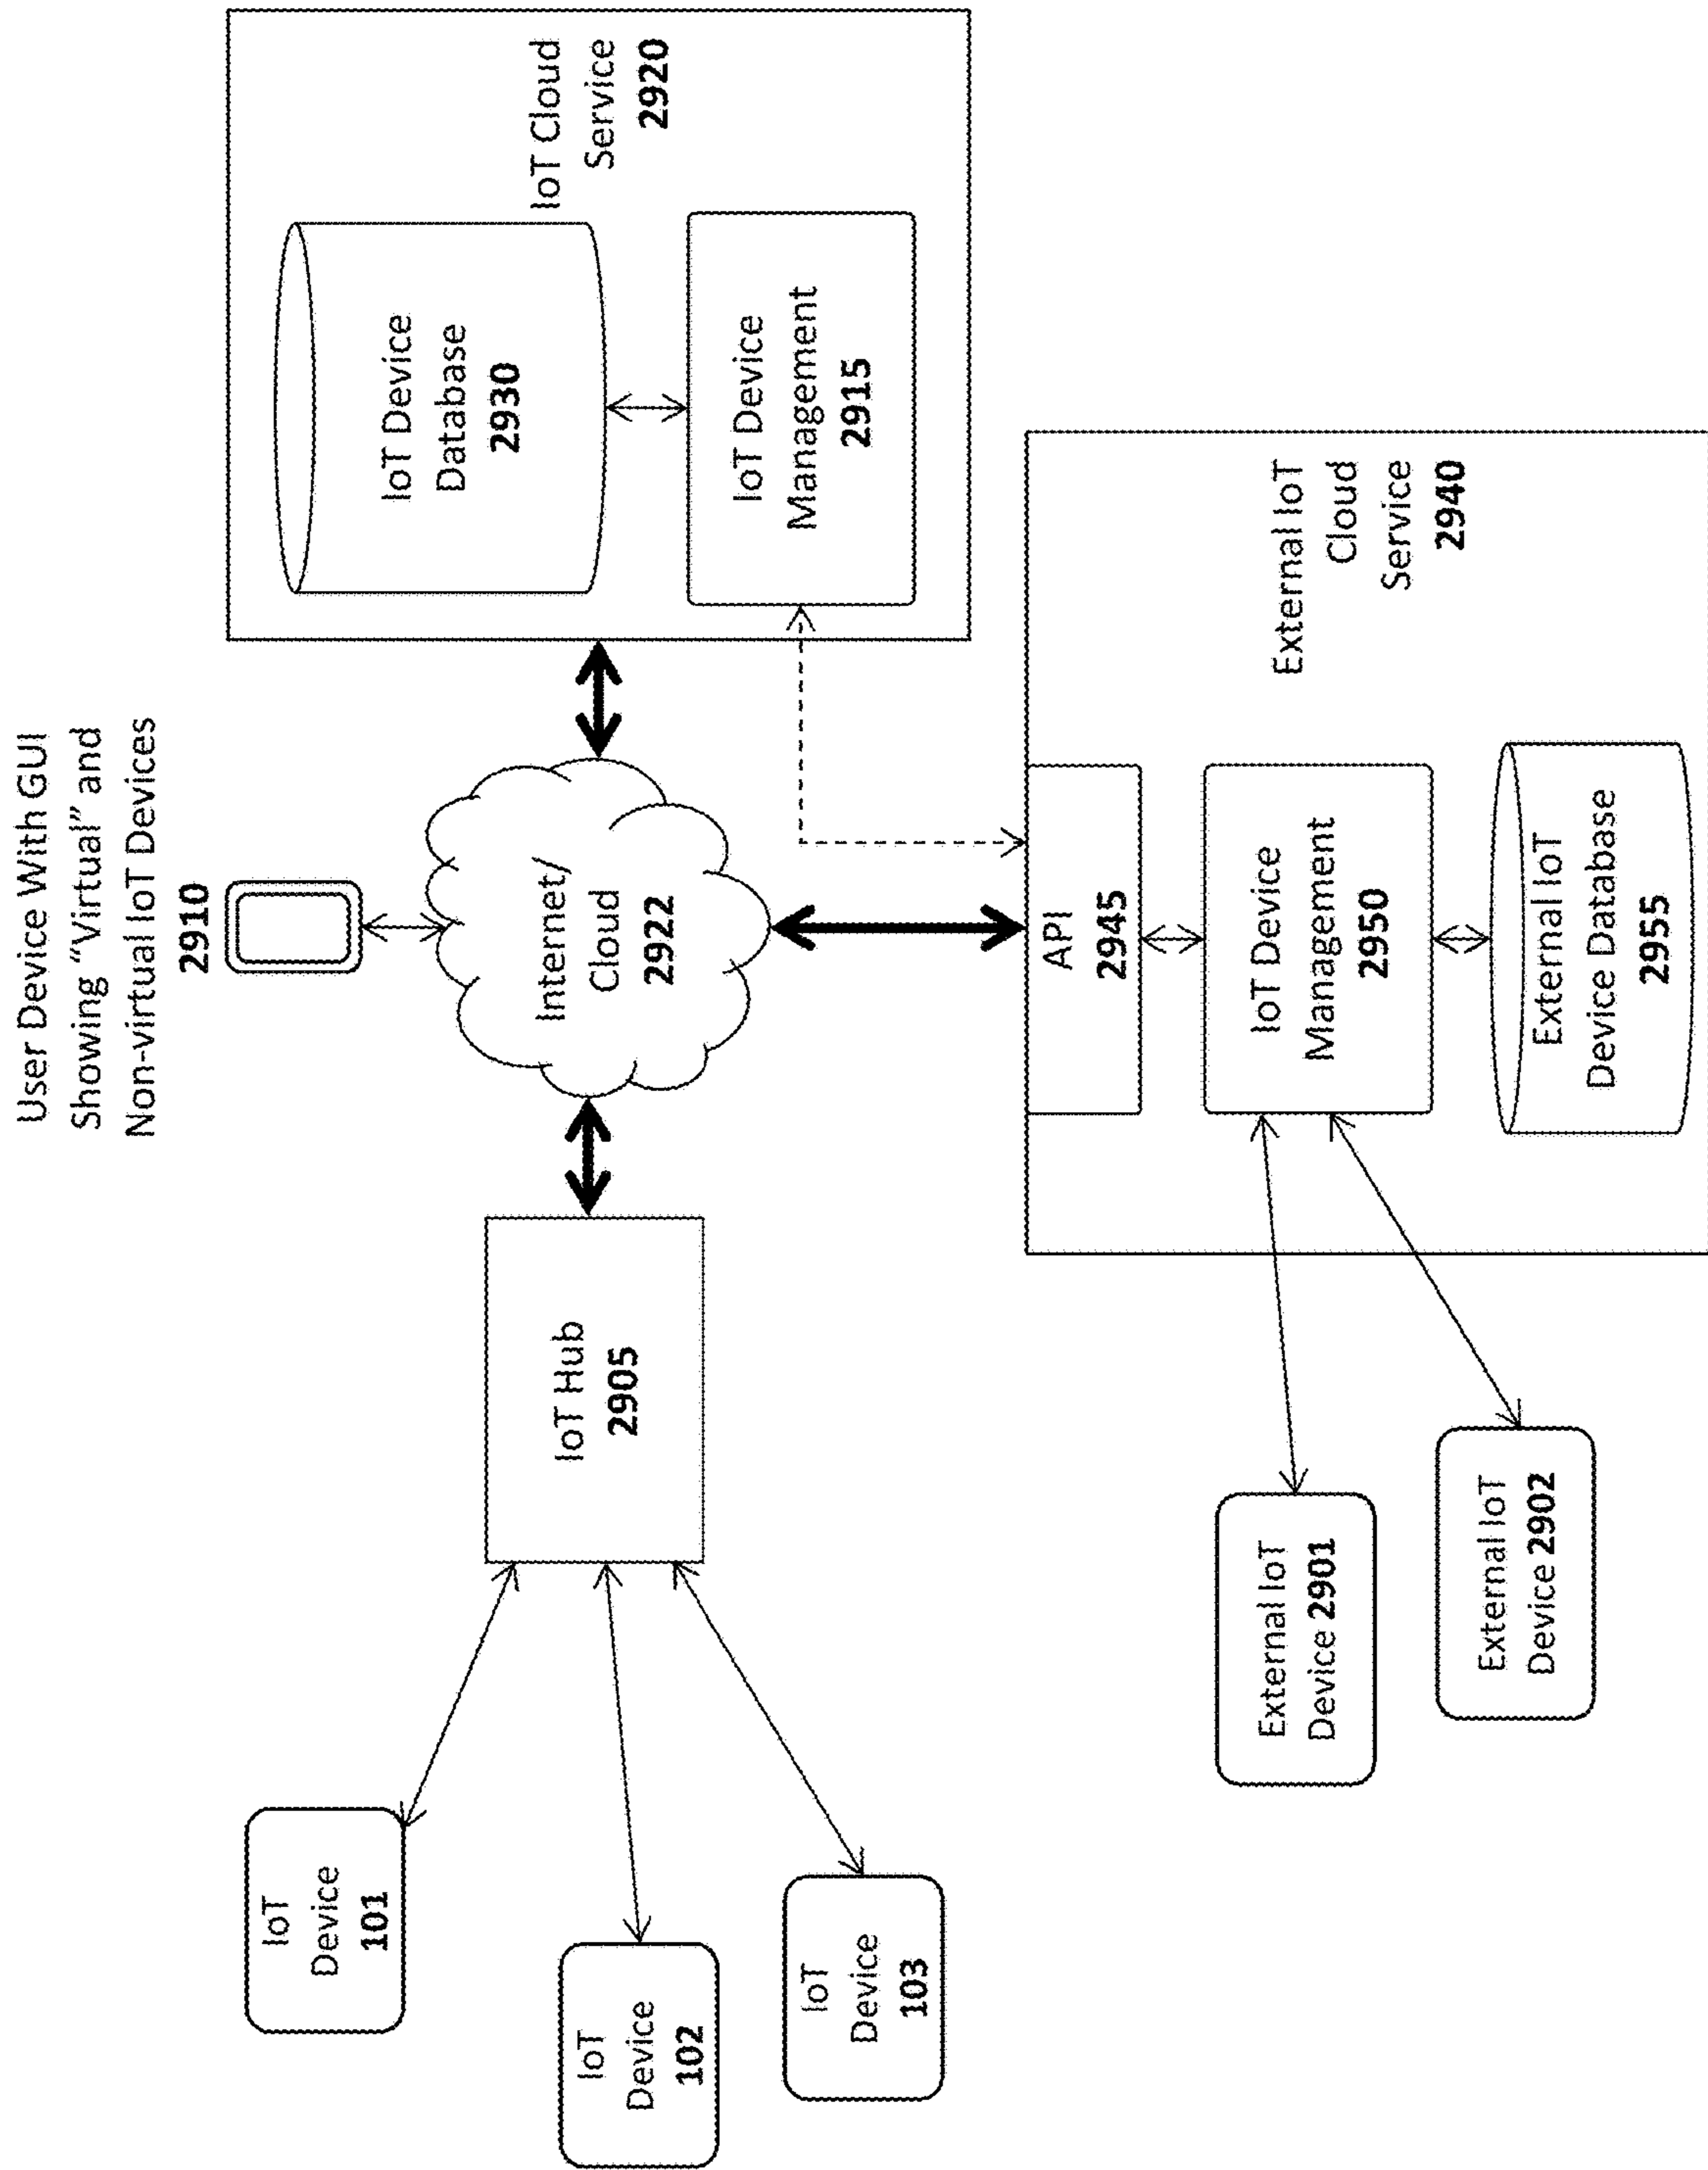 User Device With GUI
Showing "Virtual" and
Non-virtual IoT Devices
2910
IoT
Device
101
IoT
Device
102
IoT
Device
103
IoT Hub
2905
Internet/
Cloud
2922
IoT Device
Database
2930
IoT Device
Management
2915
IoT Cloud
Service
2920
External IoT
Device 2901
External IoT
Device 2902
API
2945
IoT Device
Management
2950
External IoT
Device Database
2955
External IoT
Cloud
Service
2940